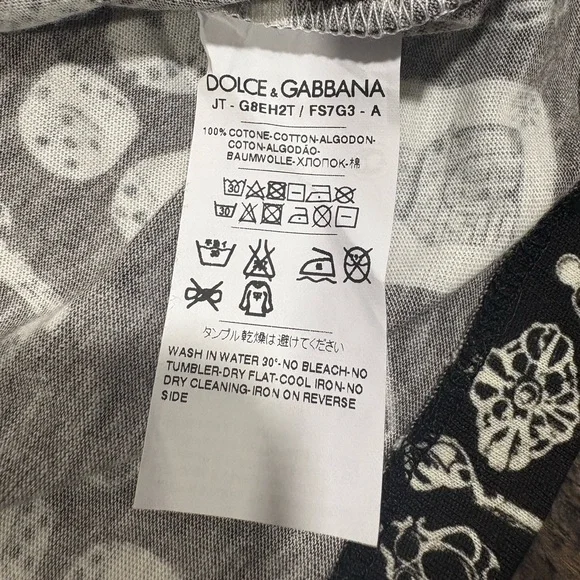 DOLCE & GABBANA
JT - G8EH2T / FS7G3 - A
100% COTONE-COTTON-ALGODON-
COTON-ALGODÃO-
BAUMWOLLE-ХЛОПОК-棉
30
30
タンブル乾燥は避けてください
WASH IN WATER 30°-NO BLEACH-NO
TUMBLER-DRY FLAT-COOL IRON-NO
DRY CLEANING-IRON ON REVERSE
SIDE